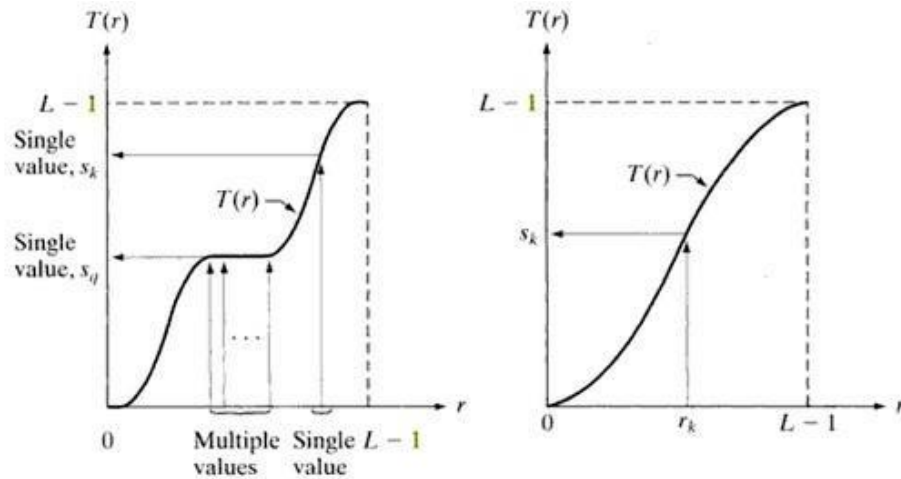 T(r)
L – 1
Single
value, s_k
T(r)
Single
value, s_q
...
0
Multiple
values
Single
value
L – 1
r
T(r)
L – 1
T(r)
s_k
0
r_k
L – 1
r